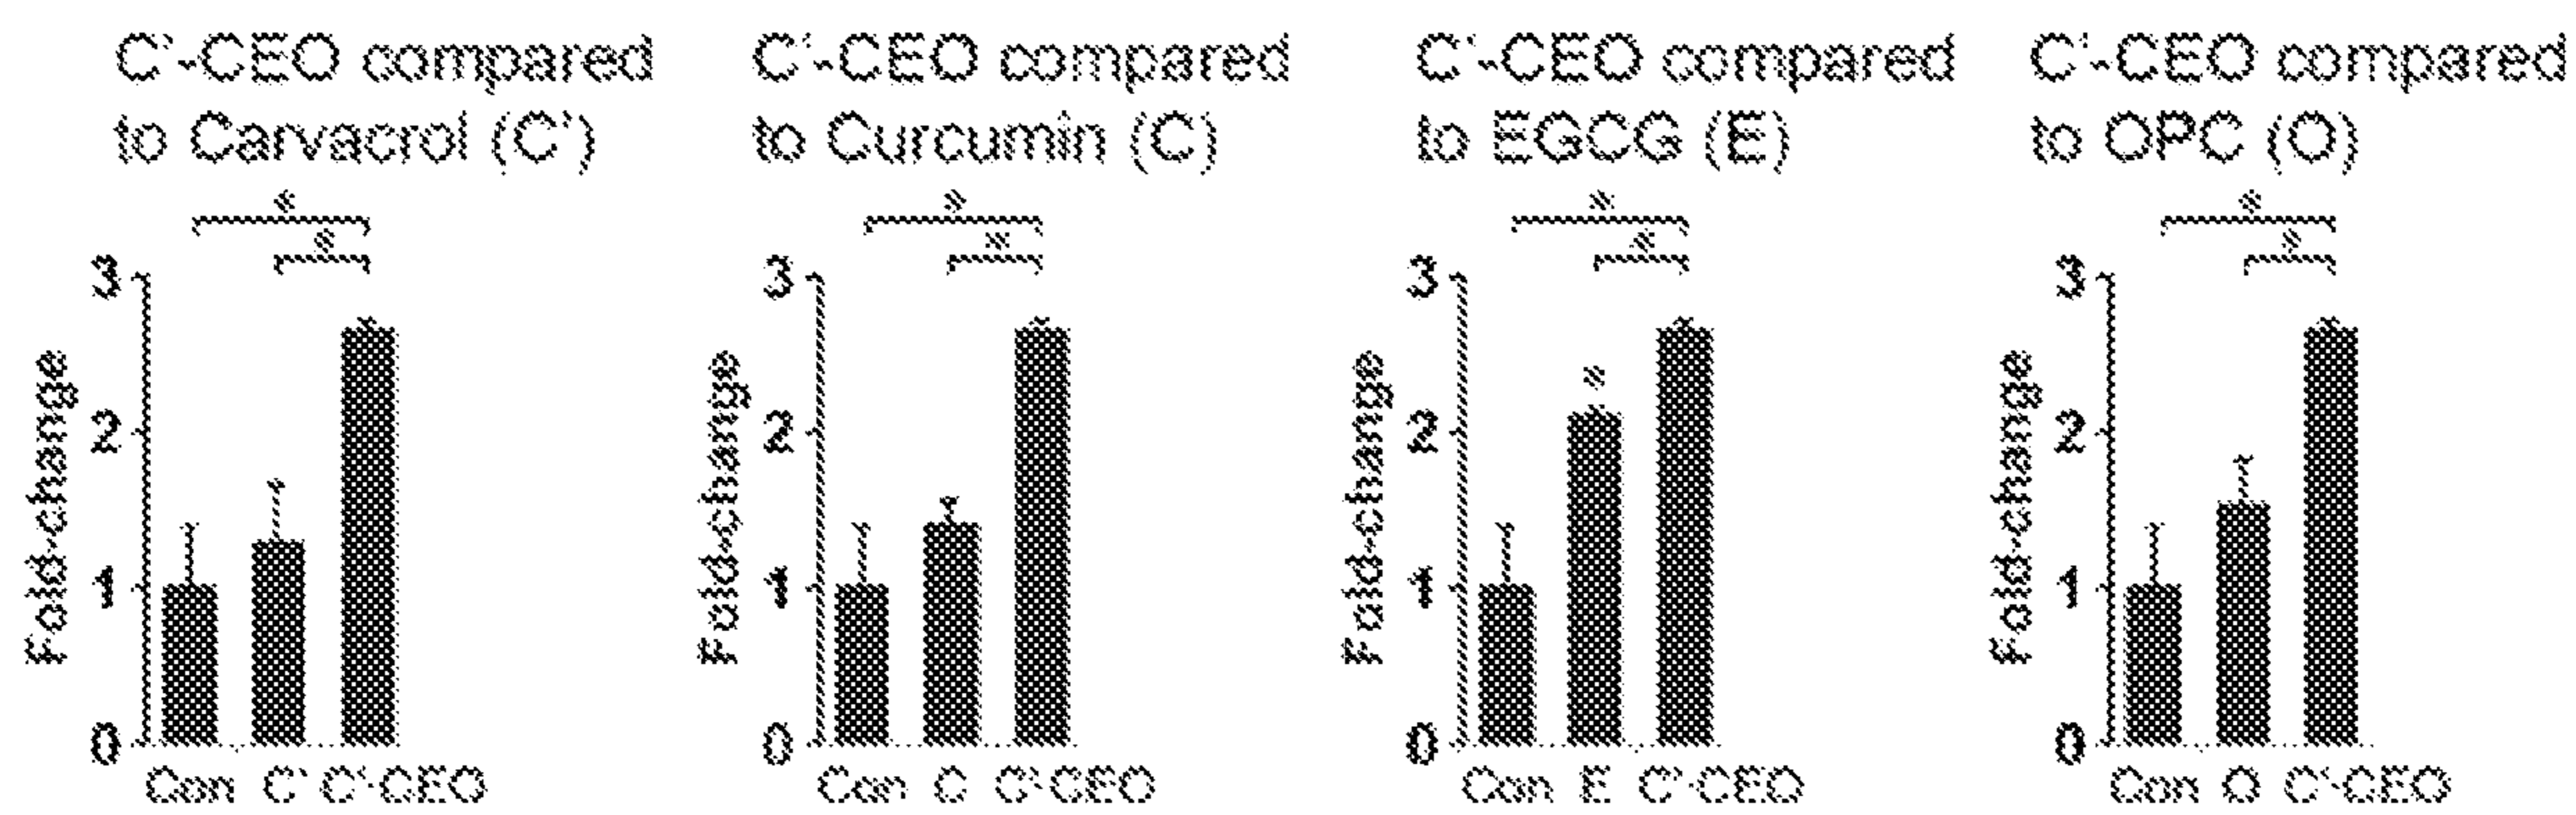 C'-CEO compared
to Carvacrol (C')
*
*
3
2
1
0
Fold-change
Con C' C'-CEO
C'-CEO compared
to Curcumin (C)
*
*
3
2
1
0
Fold-change
Con C C'-CEO
C'-CEO compared
to EGCG (E)
*
*
*
3
2
1
0
Fold-change
Con E C'-CEO
C'-CEO compared
to OPC (O)
*
*
3
2
1
0
Fold-change
Con O C'-CEO